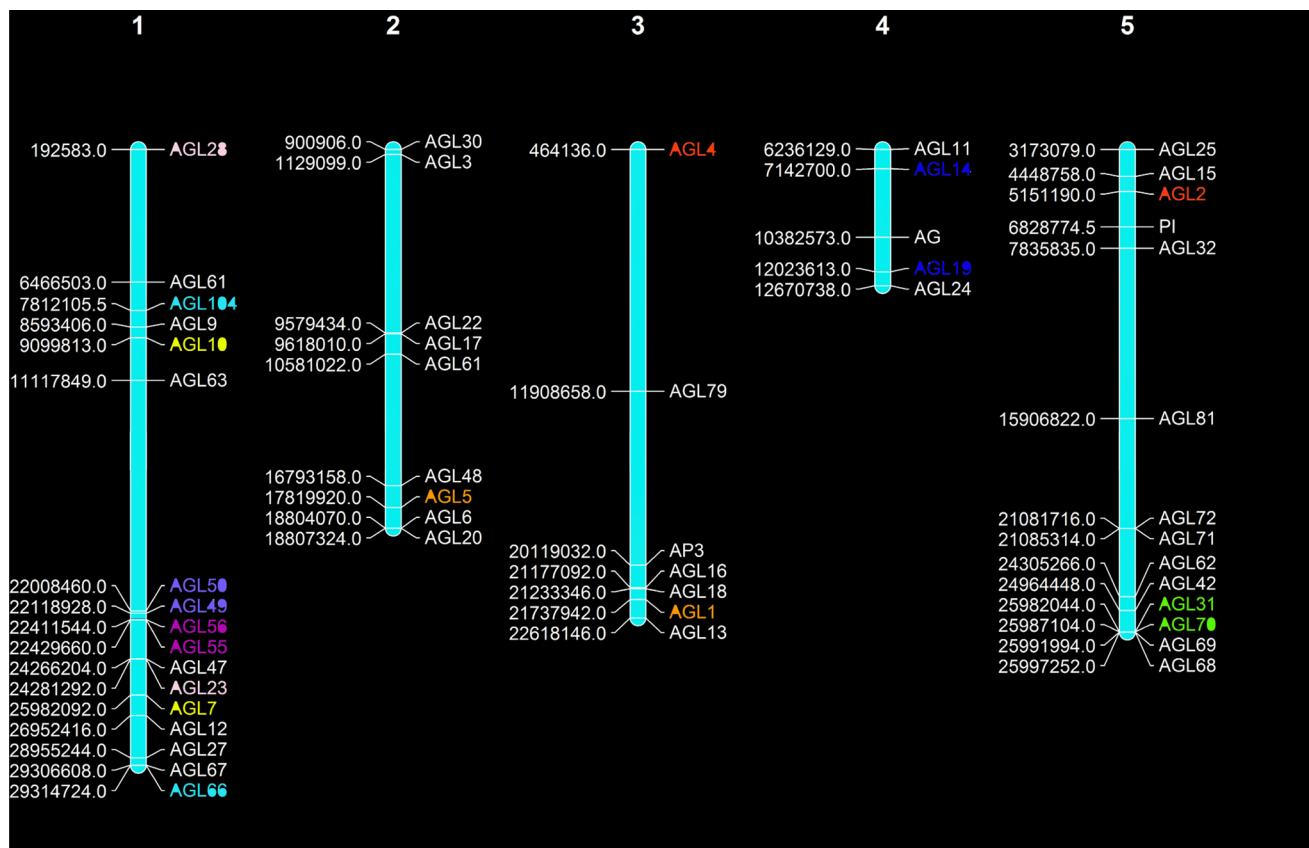 1
2
3
4
5
192583.0 AGL28
6466503.0 AGL61
7812105.5 AGL104
8593406.0 AGL9
9099813.0 AGL10
11117849.0 AGL63
22008460.0 AGL50
22118928.0 AGL49
22411544.0 AGL56
22429660.0 AGL55
24266204.0 AGL47
24281292.0 AGL23
25982092.0 AGL7
26952416.0 AGL12
28955244.0 AGL27
29306608.0 AGL67
29314724.0 AGL66
900906.0 AGL30
1129099.0 AGL3
9579434.0 AGL22
9618010.0 AGL17
10581022.0 AGL61
16793158.0 AGL48
17819920.0 AGL5
18804070.0 AGL6
18807324.0 AGL20
464136.0 AGL4
11908658.0 AGL79
20119032.0 AP3
21177092.0 AGL16
21233346.0 AGL18
21737942.0 AGL1
22618146.0 AGL13
6236129.0 AGL11
7142700.0 AGL14
10382573.0 AG
12023613.0 AGL19
12670738.0 AGL24
3173079.0 AGL25
4448758.0 AGL15
5151190.0 AGL2
6828774.5 PI
7835835.0 AGL32
15906822.0 AGL81
21081716.0 AGL72
21085314.0 AGL71
24305266.0 AGL62
24964448.0 AGL42
25982044.0 AGL31
25987104.0 AGL70
25991994.0 AGL69
25997252.0 AGL68